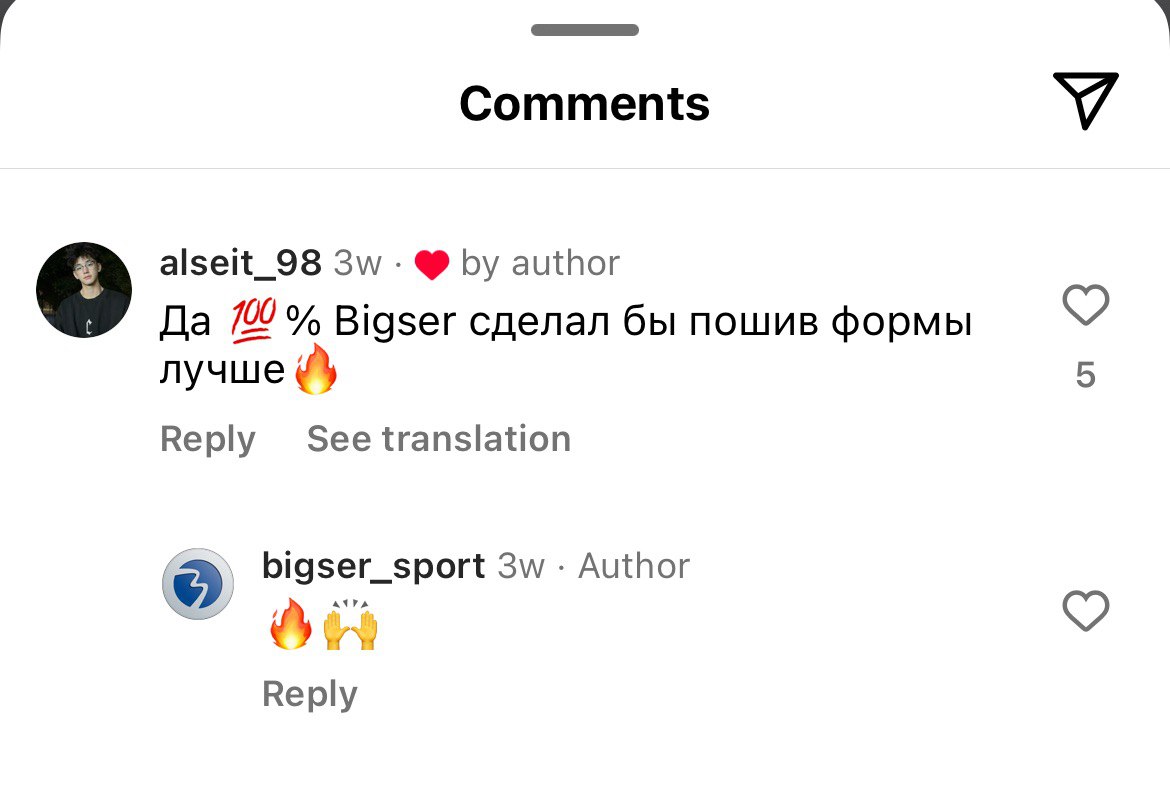 Comments
alseit_98 3w · ❤️ by author
Да 💯% Bigser сделал бы пошив формы
лучше🔥
5
Reply See translation
bigser_sport 3w · Author
🔥🙌
Reply